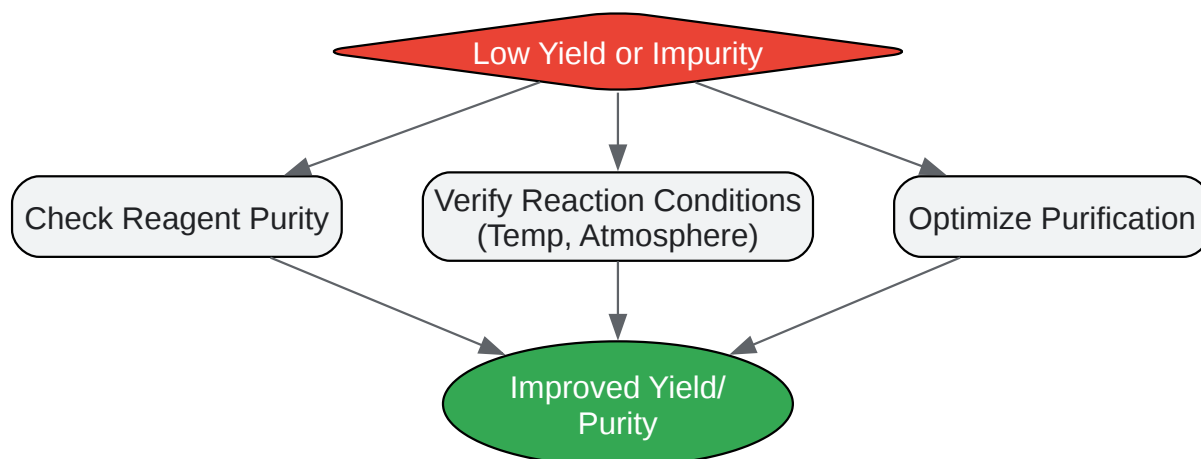 Low Yield or Impurity
Check Reagent Purity
Verify Reaction Conditions
(Temp, Atmosphere)
Optimize Purification
Improved Yield/
Purity